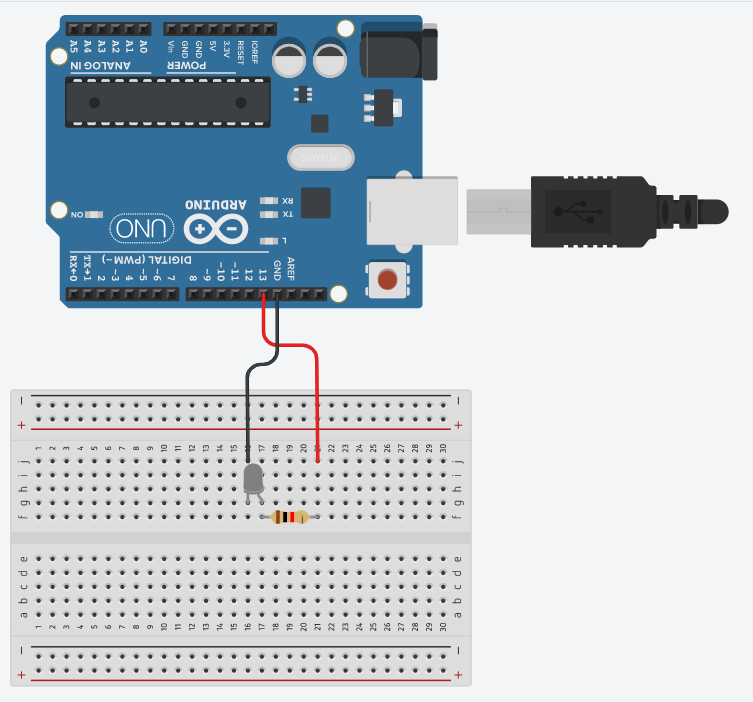 A5 A4 A3 A2 A1 A0 Vin GND GND 5V 3.3V RESET IOREF
ANALOG IN POWER
RX
TX
ON UNO ARDUINO
L
DIGITAL (PWM~)
RX←0 TX→1 2 ~3 4 ~5 ~6 7 8 ~9 ~10 ~11 12 13 GND AREF
− −
+ +
1 2 3 4 5 6 7 8 9 10 11 12 13 14 15 17 18 19 20 22 23 24 25 26 27 28 29 30
j j
i i
h h
g g
f f
e e
d d
c c
b b
a a
1 2 3 4 5 6 7 8 9 10 11 12 13 14 15 16 17 18 19 20 21 22 23 24 25 26 27 28 29 30
− −
+ +